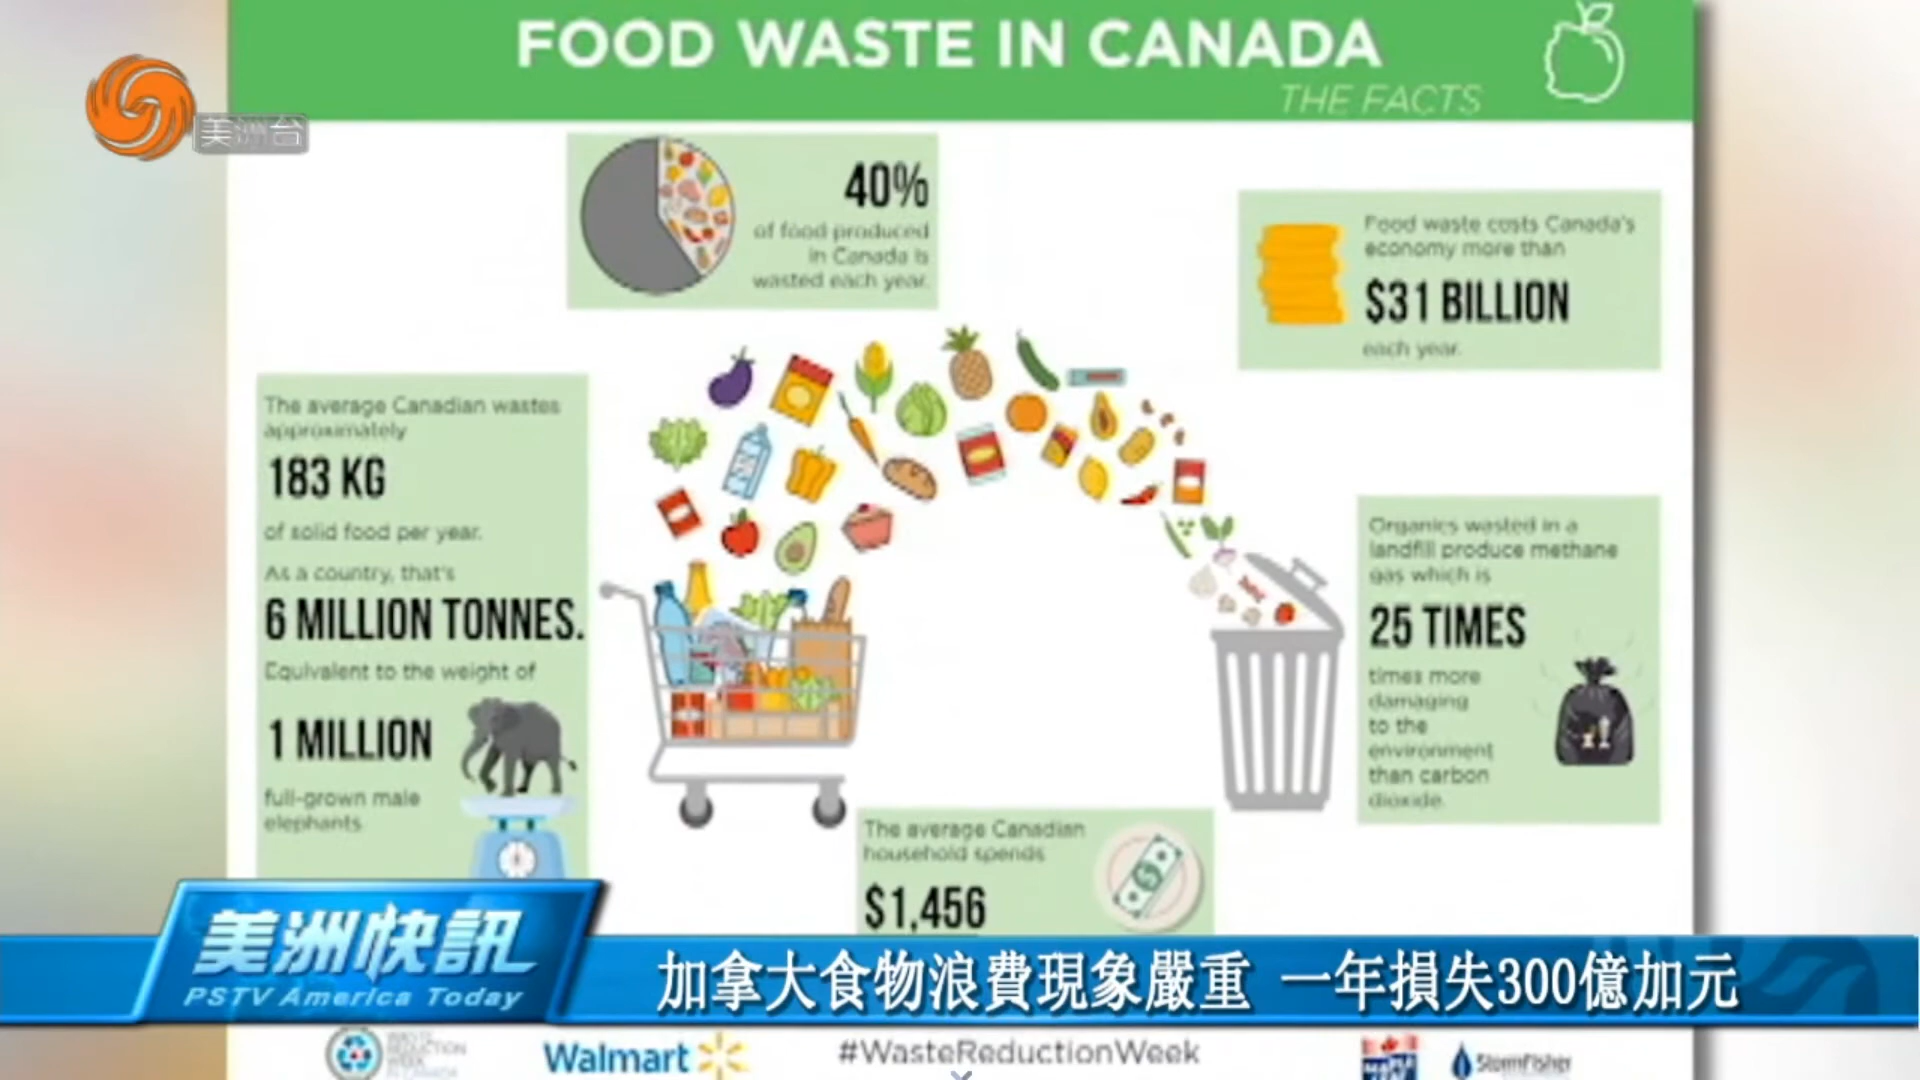 FOOD WASTE IN CANADA
THE FACTS
美洲台
40%
of food produced
in Canada is
wasted each year.
Food waste costs Canada's
economy more than
$31 BILLION
each year.
The average Canadian wastes
approximately
183 KG
of solid food per year.
As a country, that's
6 MILLION TONNES.
Equivalent to the weight of
1 MILLION
full-grown male
elephants
Organics wasted in a
landfill produce methane
gas which is
25 TIMES
times more
damaging
to the
environment
than carbon
dioxide.
The average Canadian
household spends
$1,456
美洲快訊
PSTV America Today
加拿大食物浪費現象嚴重 一年損失300億加元
WASTE
REDUCTION
WEEK
IN CANADA
Walmart
#WasteReductionWeek
StormFisher